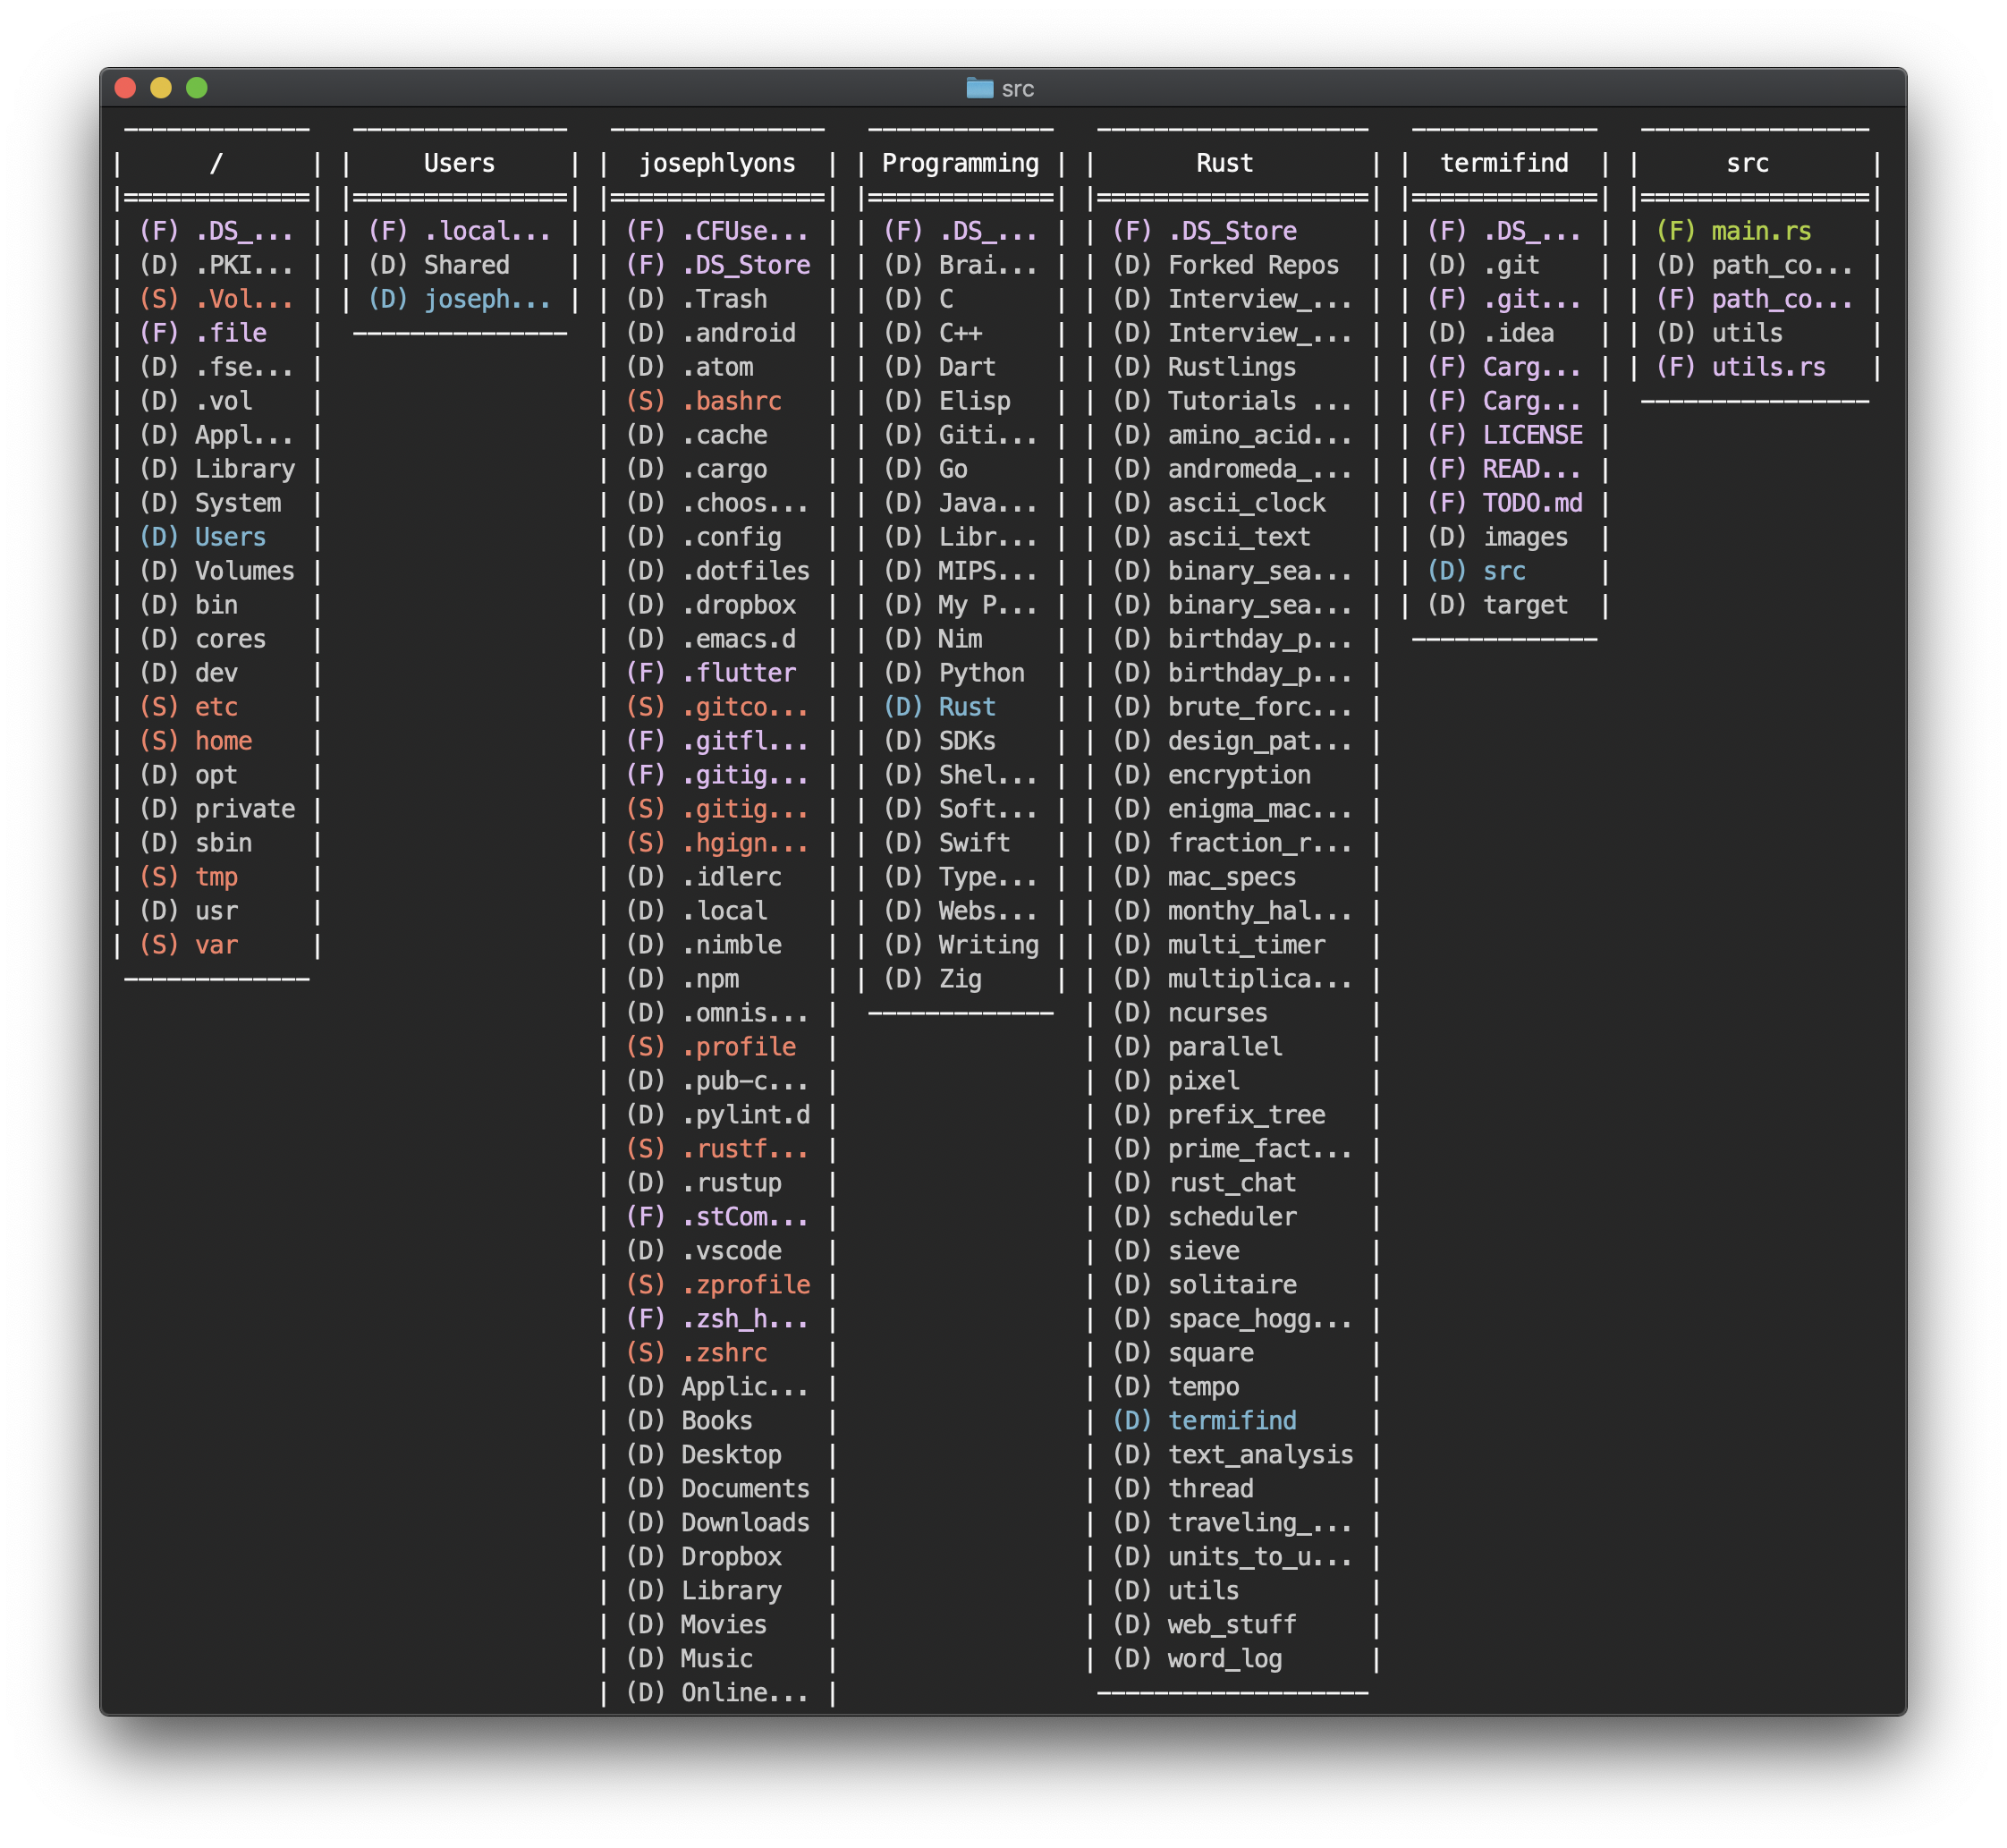 src
/
(F) .DS_...
(D) .PKI...
(S) .Vol...
(F) .file
(D) .fse...
(D) .vol
(D) Appl...
(D) Library
(D) System
(D) Users
(D) Volumes
(D) bin
(D) cores
(D) dev
(S) etc
(S) home
(D) opt
(D) private
(D) sbin
(S) tmp
(D) usr
(S) var
Users
(F) .local...
(D) Shared
(D) joseph...
josephlyons
(F) .CFUse...
(F) .DS_Store
(D) .Trash
(D) .android
(D) .atom
(S) .bashrc
(D) .cache
(D) .cargo
(D) .choos...
(D) .config
(D) .dotfiles
(D) .dropbox
(D) .emacs.d
(F) .flutter
(S) .gitco...
(F) .gitfl...
(F) .gitig...
(S) .gitig...
(S) .hgign...
(D) .idlerc
(D) .local
(D) .nimble
(D) .npm
(D) .omnis...
(S) .profile
(D) .pub-c...
(D) .pylint.d
(S) .rustf...
(D) .rustup
(F) .stCom...
(D) .vscode
(S) .zprofile
(F) .zsh_h...
(S) .zshrc
(D) Applic...
(D) Books
(D) Desktop
(D) Documents
(D) Downloads
(D) Dropbox
(D) Library
(D) Movies
(D) Music
(D) Online...
Programming
(F) .DS_...
(D) Brai...
(D) C
(D) C++
(D) Dart
(D) Elisp
(D) Giti...
(D) Go
(D) Java...
(D) Libr...
(D) MIPS...
(D) My P...
(D) Nim
(D) Python
(D) Rust
(D) SDKs
(D) Shel...
(D) Soft...
(D) Swift
(D) Type...
(D) Webs...
(D) Writing
(D) Zig
Rust
(F) .DS_Store
(D) Forked Repos
(D) Interview_...
(D) Interview_...
(D) Rustlings
(D) Tutorials ...
(D) amino_acid...
(D) andromeda_...
(D) ascii_clock
(D) ascii_text
(D) binary_sea...
(D) binary_sea...
(D) birthday_p...
(D) birthday_p...
(D) brute_forc...
(D) design_pat...
(D) encryption
(D) enigma_mac...
(D) fraction_r...
(D) mac_specs
(D) monthy_hal...
(D) multi_timer
(D) multiplica...
(D) ncurses
(D) parallel
(D) pixel
(D) prefix_tree
(D) prime_fact...
(D) rust_chat
(D) scheduler
(D) sieve
(D) solitaire
(D) space_hogg...
(D) square
(D) tempo
(D) termifind
(D) text_analysis
(D) thread
(D) traveling_...
(D) units_to_u...
(D) utils
(D) web_stuff
(D) word_log
termifind
(F) .DS_...
(D) .git
(F) .git...
(D) .idea
(F) Carg...
(F) Carg...
(F) LICENSE
(F) READ...
(F) TODO.md
(D) images
(D) src
(D) target
src
(F) main.rs
(D) path_co...
(F) path_co...
(D) utils
(F) utils.rs